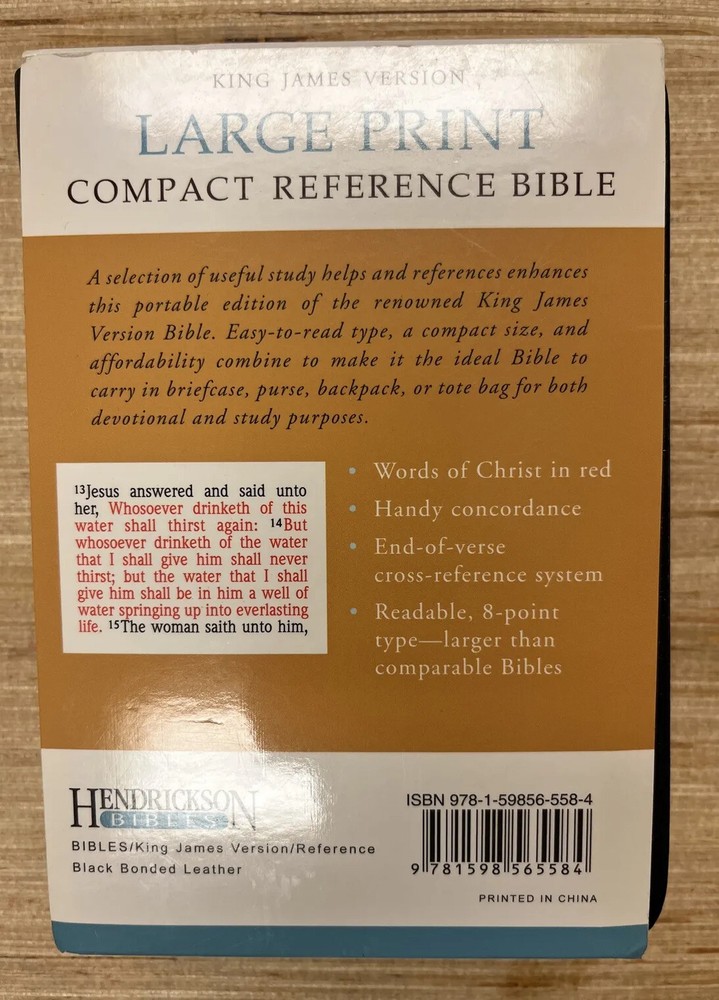 KING JAMES VERSION
LARGE PRINT
COMPACT REFERENCE BIBLE
A selection of useful study helps and references enhances
this portable edition of the renowned King James
Version Bible. Easy-to-read type, a compact size, and
affordability combine to make it the ideal Bible to
carry in briefcase, purse, backpack, or tote bag for both
devotional and study purposes.
13Jesus answered and said unto
her, Whosoever drinketh of this
water shall thirst again: 14But
whosoever drinketh of the water
that I shall give him shall never
thirst; but the water that I shall
give him shall be in him a well of
water springing up into everlasting
life. 15The woman saith unto him,
• Words of Christ in red
• Handy concordance
• End-of-verse
cross-reference system
• Readable, 8-point
type—larger than
comparable Bibles
HENDRICKSON
BIBLES
BIBLES/King James Version/Reference
Black Bonded Leather
ISBN 978-1-59856-558-4
9 781598 565584
PRINTED IN CHINA